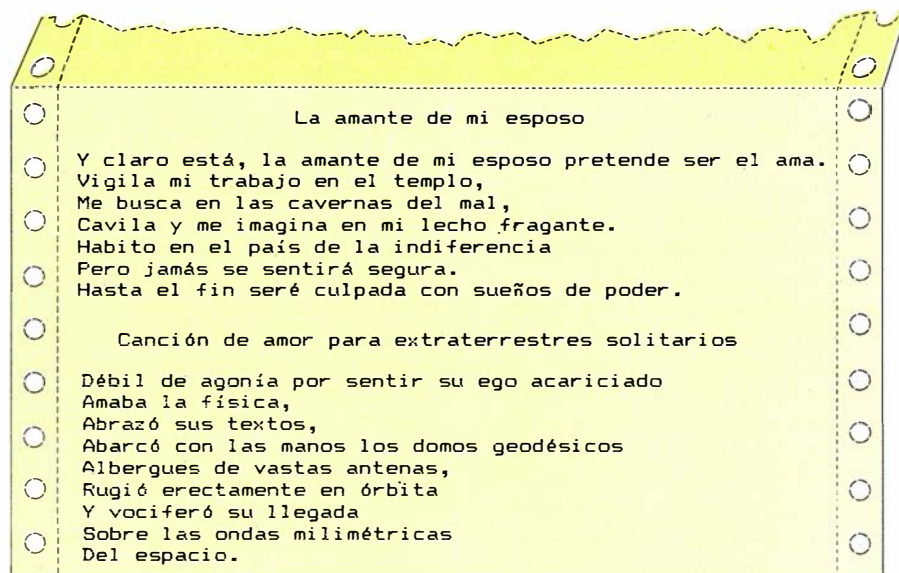 La amante de mi esposo
Y claro está, la amante de mi esposo pretende ser el ama.
Vigila mi trabajo en el templo,
Me busca en las cavernas del mal,
Cavila y me imagina en mi lecho fragante.
Habito en el país de la indiferencia
Pero jamás se sentirá segura.
Hasta el fin seré culpada con sueños de poder.
Canción de amor para extraterrestres solitarios
Débil de agonía por sentir su ego acariciado
Amaba la física,
Abrazó sus textos,
Abarcó con las manos los domos geodésicos
Albergues de vastas antenas,
Rugió erectamente en órbita
Y vociferó su llegada
Sobre las ondas milimétricas
Del espacio.